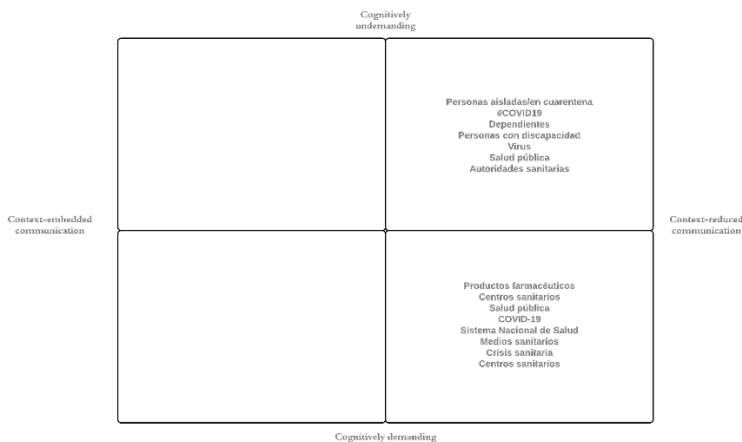 Cognitively
undemanding
Personas aisladas/en cuarentena
#COVID19
Dependientes
Personas con discapacidad
Virus
Salud pública
Autoridades sanitarias
Context-embedded
communication
Context-reduced
communication
Productos farmacéuticos
Centros sanitarios
Salud pública
COVID-19
Sistema Nacional de Salud
Medios sanitarios
Crisis sanitaria
Centros sanitarios
Cognitively demanding